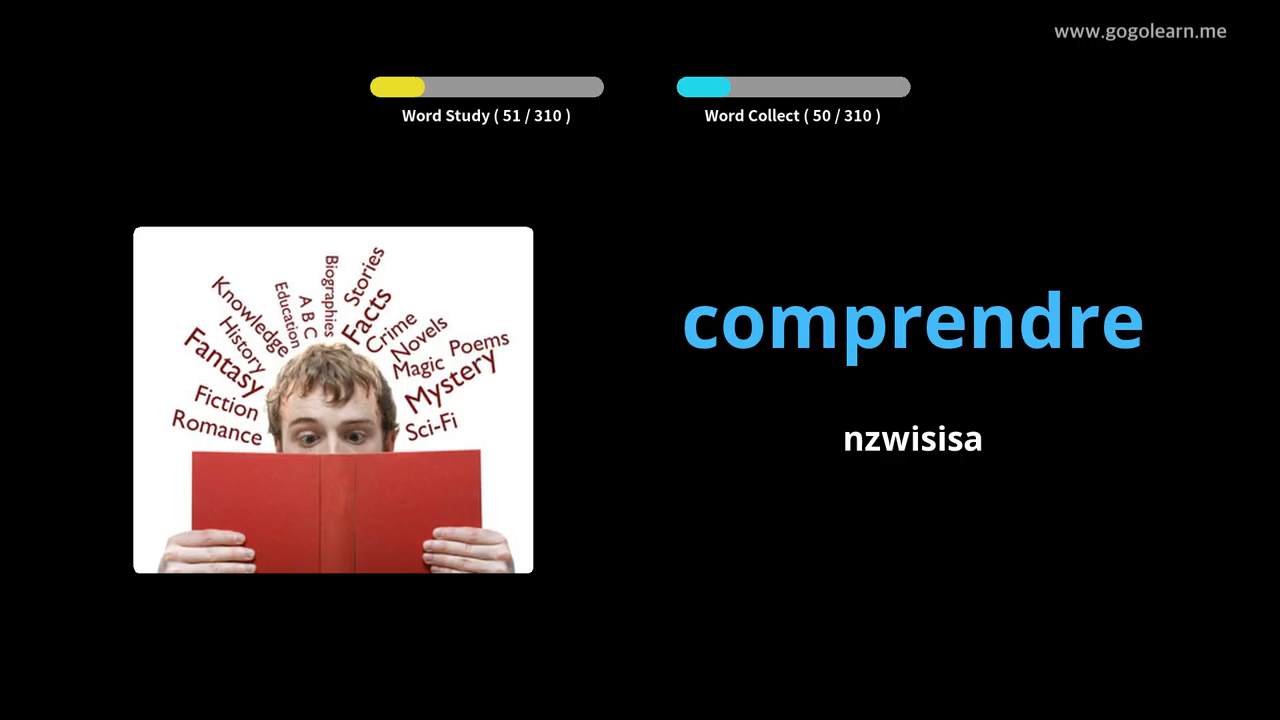 www.gogolearn.me
Word Study ( 51 / 310 )
Word Collect ( 50 / 310 )
Knowledge
History
Fantasy
Fiction
Romance
Education
A B C
Biographies
Stories
Facts
Crime
Novels
Magic
Poems
Mystery
Sci-Fi
comprendre
nzwisisa